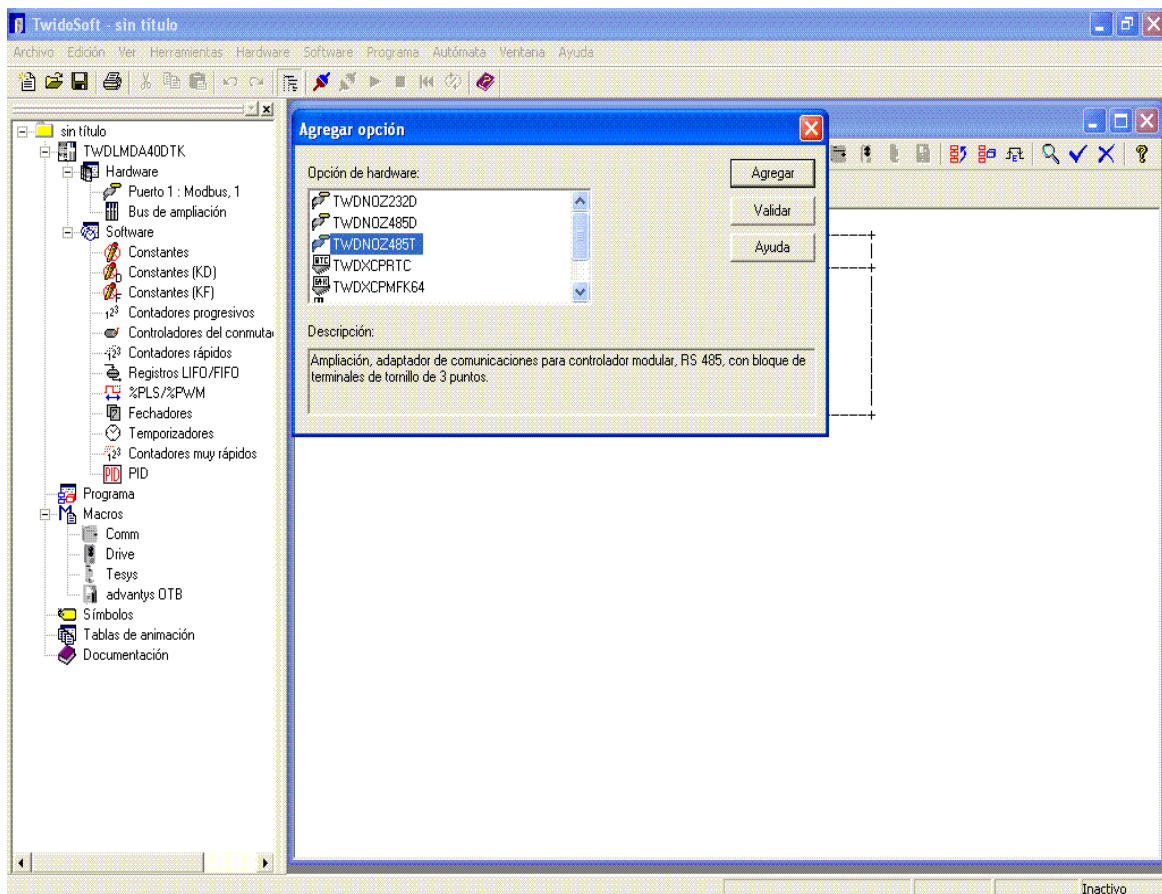 TwidoSoft - sin título
Archivo Edición Ver Herramientas Hardware Software Programa Autómata Ventana Ayuda
sin título
TWDLMDA40DTK
Hardware
Puerto 1 : Modbus, 1
Bus de ampliación
Software
Constantes
Constantes (KD)
Constantes (KF)
Contadores progresivos
Controladores del conmuta
Contadores rápidos
Registros LIFO/FIFO
%PLS/%PWM
Fechadores
Temporizadores
Contadores muy rápidos
PID PID
Programa
Macros
Comm
Drive
Tesys
advantys OTB
Símbolos
Tablas de animación
Documentación
Agregar opción
Opción de hardware:
TWDNOZ232D
TWDNOZ485D
TWDNOZ485T
TWDXCPRTC
TWDXCPMFK64
Agregar
Validar
Ayuda
Descripción:
Ampliación, adaptador de comunicaciones para controlador modular, RS 485, con bloque de
terminales de tornillo de 3 puntos.
Inactivo